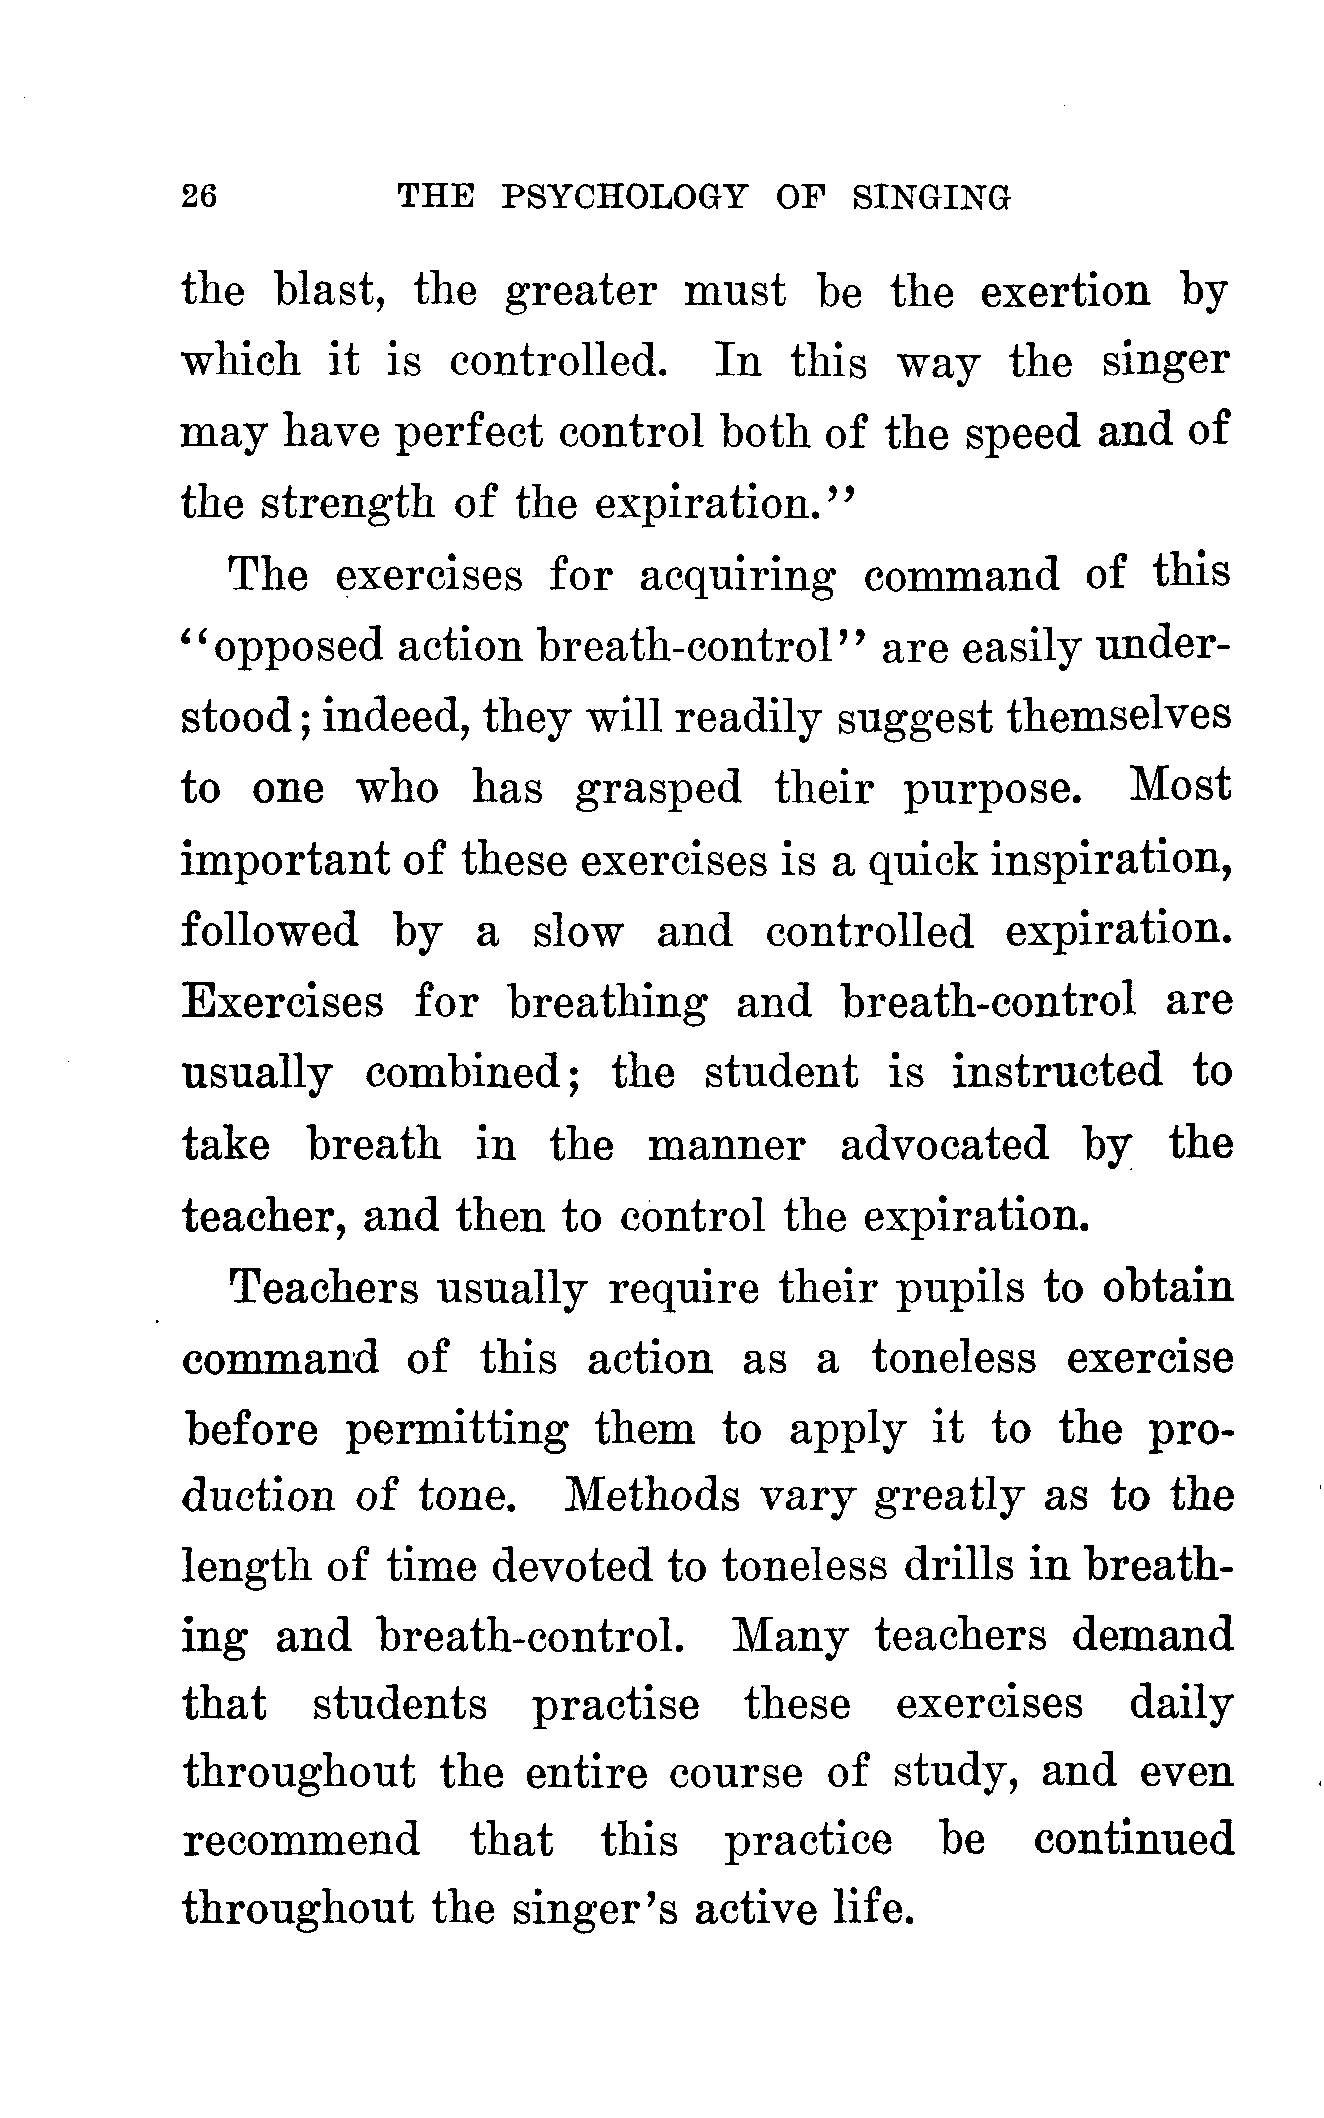 26 THE PSYCHOLOGY OF SINGING
the blast, the greater must be the exertion by
which it is controlled. In this way the singer
may have perfect control both of the speed and of
the strength of the expiration.’’
The exercises for acquiring command of this
‘‘opposed action breath-control’’ are easily under-
stood; indeed, they will readily suggest themselves
to one who has grasped their purpose. Most
important of these exercises is a quick inspiration,
followed by a slow and controlled expiration.
Exercises for breathing and breath-control are
usually combined; the student is instructed to
take breath in the manner advocated by the
teacher, and then to control the expiration.
Teachers usually require their pupils to obtain
command of this action as a toneless exercise
before permitting them to apply it to the pro-
duction of tone. Methods vary greatly as to the
length of time devoted to toneless drills in breath-
ing and breath-control. Many teachers demand
that students practise these exercises daily
throughout the entire course of study, and even
recommend that this practice be continued
throughout the singer’s active life.